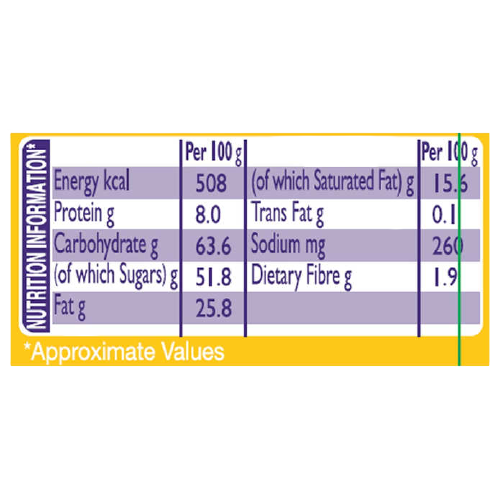 NUTRITION INFORMATION*
Per 100 g Per 100 g
Energy kcal 508 (of which Saturated Fat) g 15.6
Protein g 8.0 Trans Fat g 0.1
Carbohydrate g 63.6 Sodium mg 260
(of which Sugars) g 51.8 Dietary Fibre g 1.9
Fat g 25.8
*Approximate Values